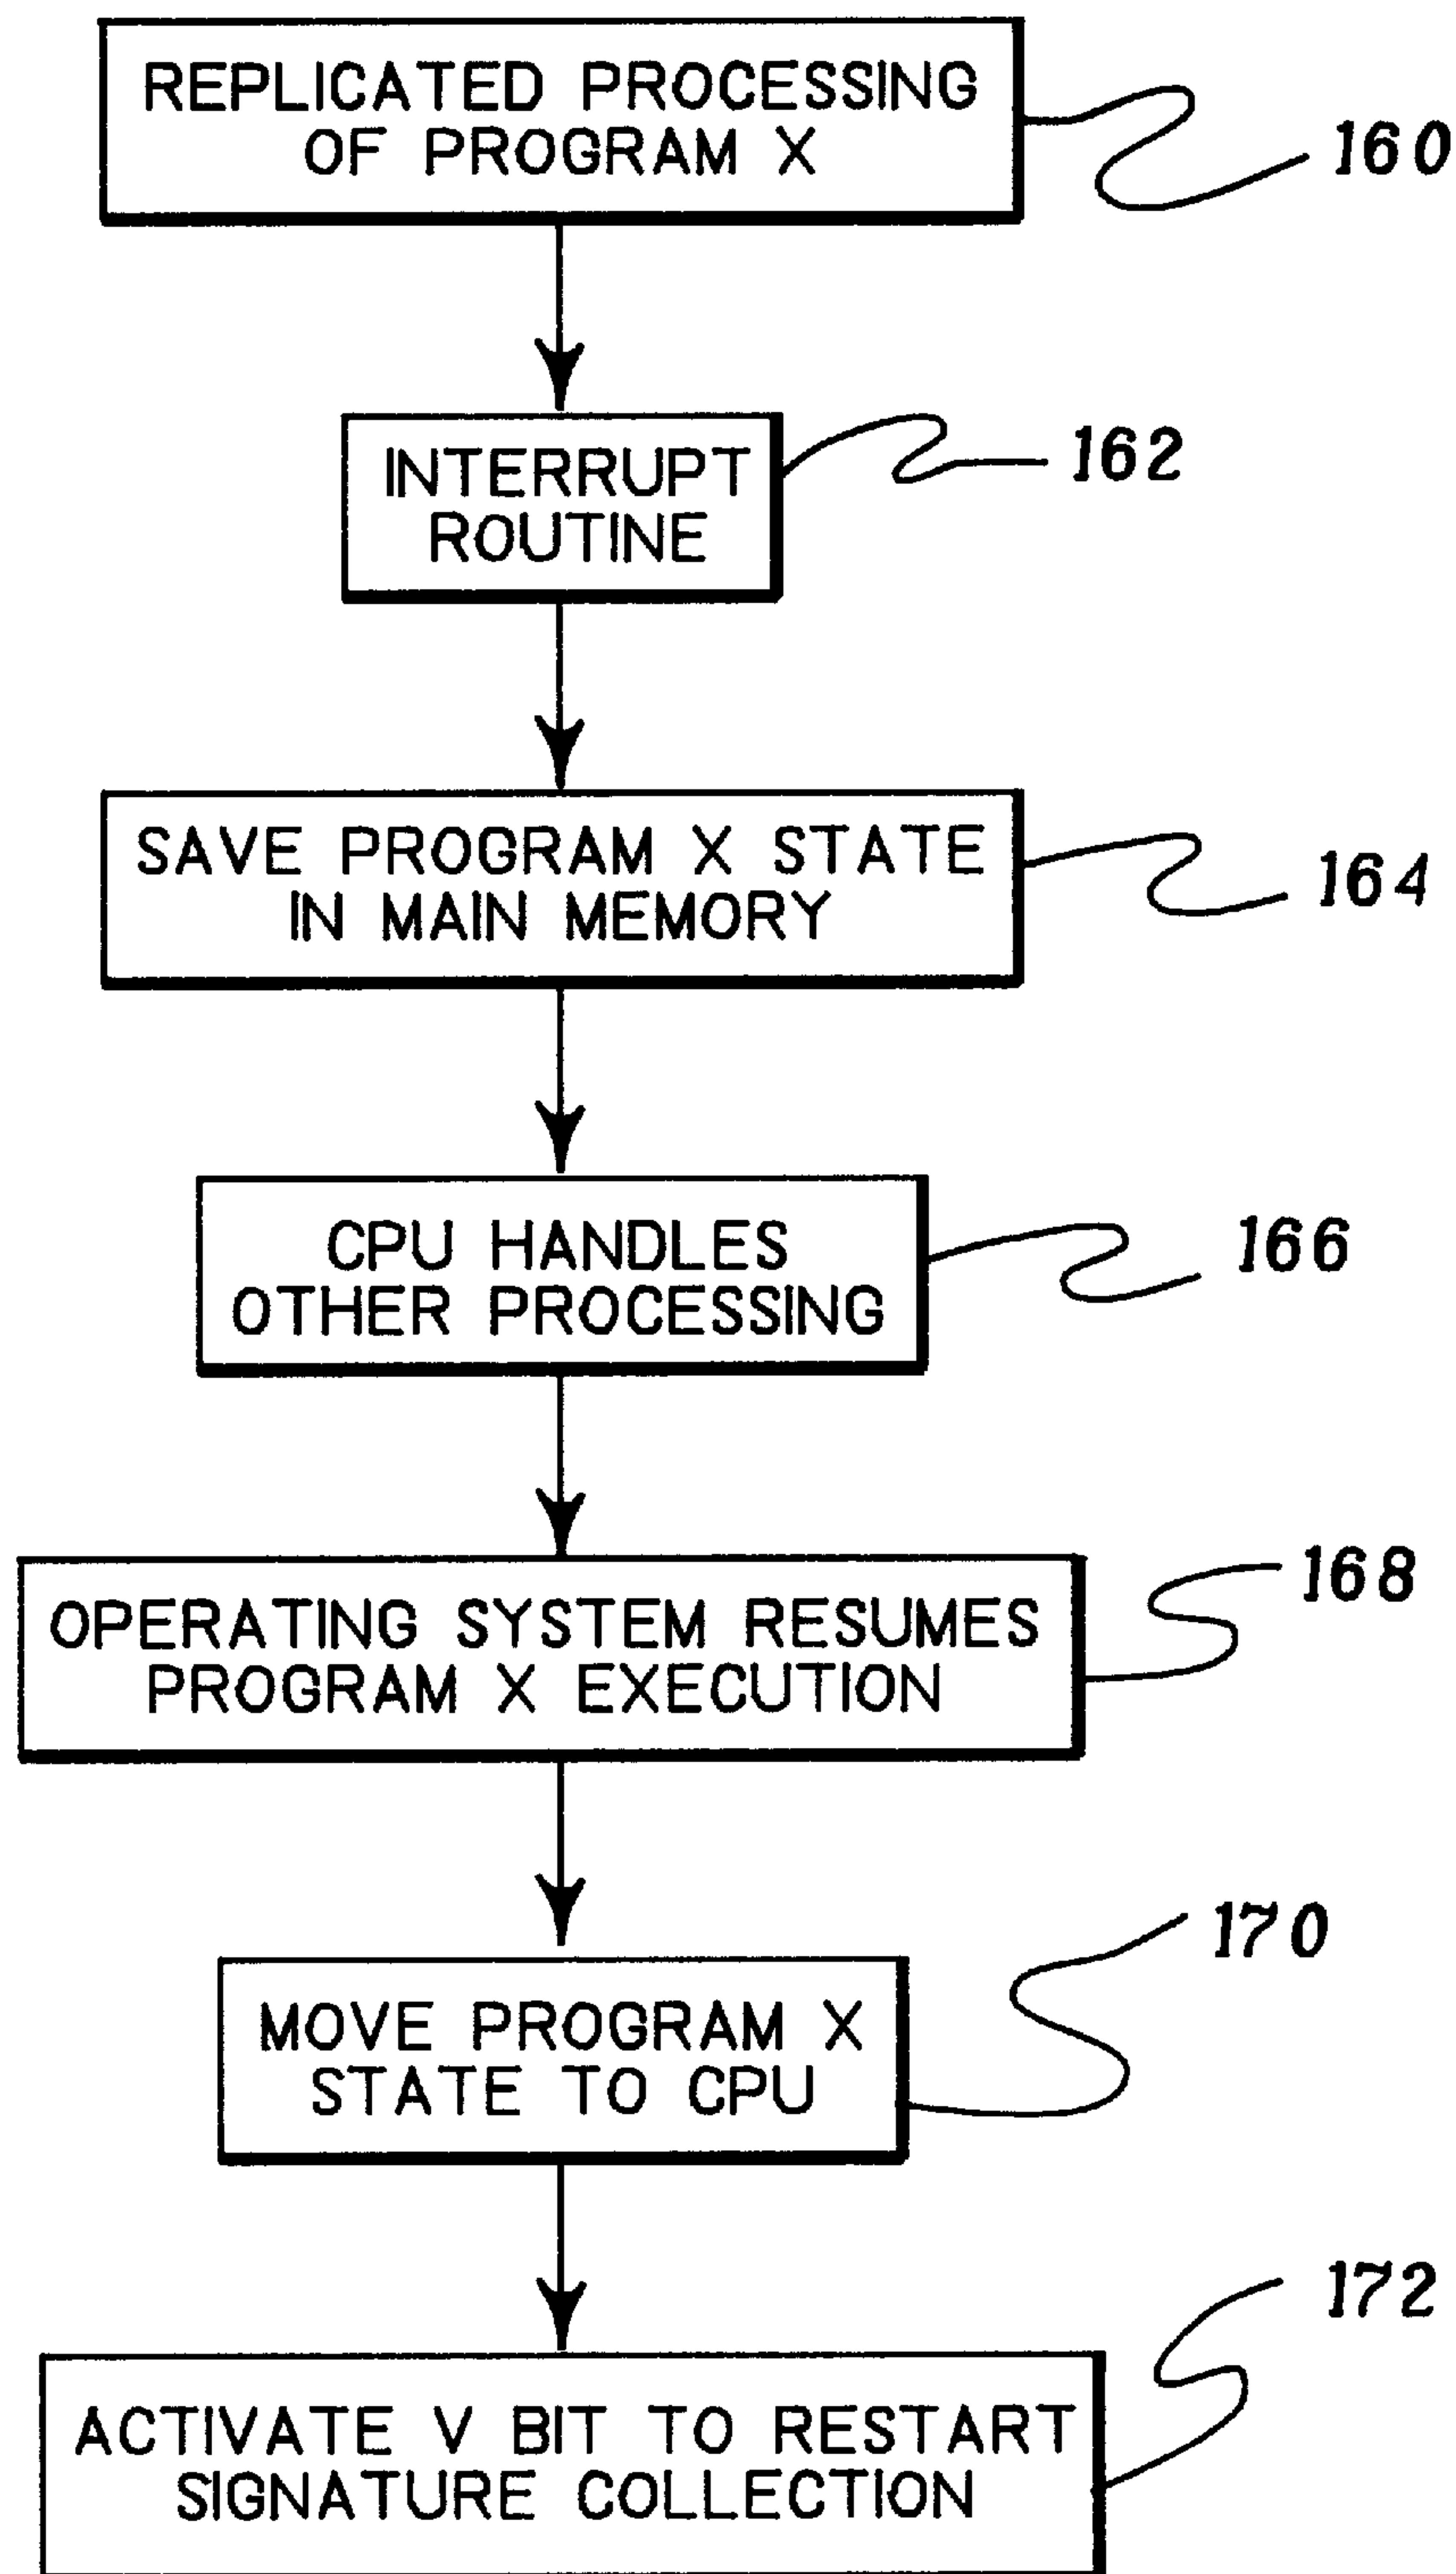 REPLICATED PROCESSING
OF PROGRAM X
160
INTERRUPT
ROUTINE
162
SAVE PROGRAM X STATE
IN MAIN MEMORY
164
CPU HANDLES
OTHER PROCESSING
166
OPERATING SYSTEM RESUMES
PROGRAM X EXECUTION
168
MOVE PROGRAM X
STATE TO CPU
170
ACTIVATE V BIT TO RESTART
SIGNATURE COLLECTION
172